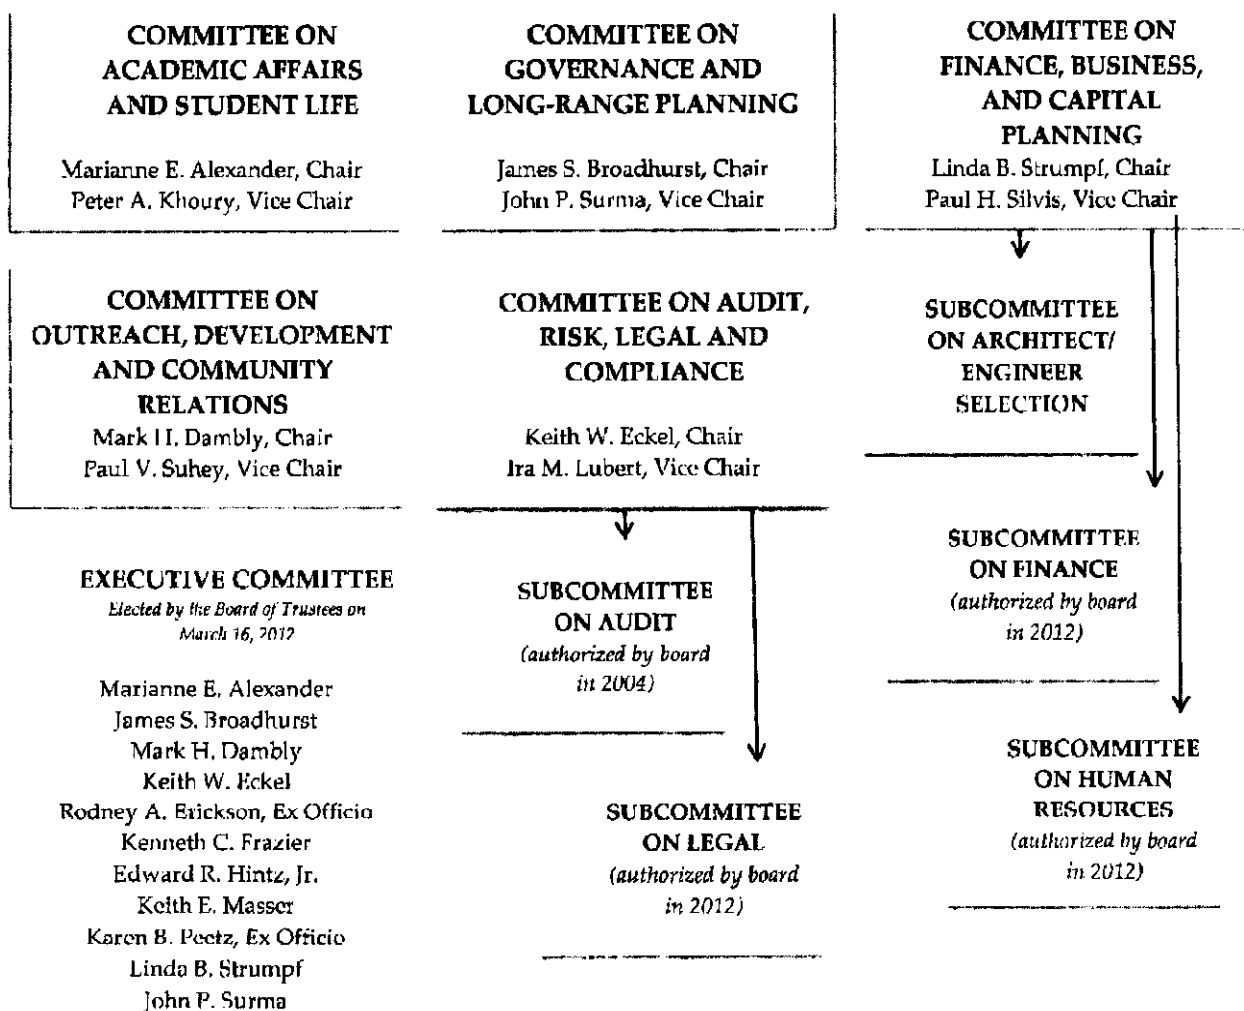 COMMITTEE ON
ACADEMIC AFFAIRS
AND STUDENT LIFE
Marianne E. Alexander, Chair
Peter A. Khoury, Vice Chair
COMMITTEE ON
GOVERNANCE AND
LONG-RANGE PLANNING
James S. Broadhurst, Chair
John P. Surma, Vice Chair
COMMITTEE ON
FINANCE, BUSINESS,
AND CAPITAL
PLANNING
Linda B. Strumpf, Chair
Paul H. Silvis, Vice Chair
COMMITTEE ON
OUTREACH, DEVELOPMENT
AND COMMUNITY
RELATIONS
Mark H. Dambly, Chair
Paul V. Suhey, Vice Chair
COMMITTEE ON AUDIT,
RISK, LEGAL AND
COMPLIANCE
Keith W. Eckel, Chair
Ira M. Lubert, Vice Chair
SUBCOMMITTEE
ON ARCHITECT/
ENGINEER
SELECTION
SUBCOMMITTEE
ON FINANCE
(authorized by board
in 2012)
SUBCOMMITTEE
ON HUMAN
RESOURCES
(authorized by board
in 2012)
SUBCOMMITTEE
ON AUDIT
(authorized by board
in 2004)
SUBCOMMITTEE
ON LEGAL
(authorized by board
in 2012)
EXECUTIVE COMMITTEE
Elected by the Board of Trustees on
March 16, 2012
Marianne E. Alexander
James S. Broadhurst
Mark H. Dambly
Keith W. Eckel
Rodney A. Erickson, Ex Officio
Kenneth C. Frazier
Edward R. Hintz, Jr.
Keith E. Masser
Karen B. Peetz, Ex Officio
Linda B. Strumpf
John P. Surma